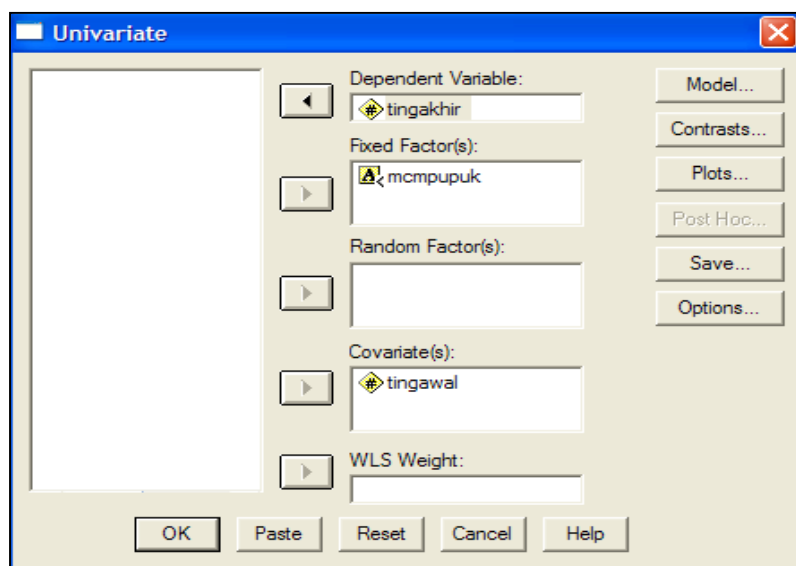 Univariate
Dependent Variable:
tingakhir
Fixed Factor(s):
mcmpupuk
Random Factor(s):
Covariate(s):
tingawal
WLS Weight:
Model...
Contrasts...
Plots...
Post Hoc...
Save...
Options...
OK
Paste
Reset
Cancel
Help